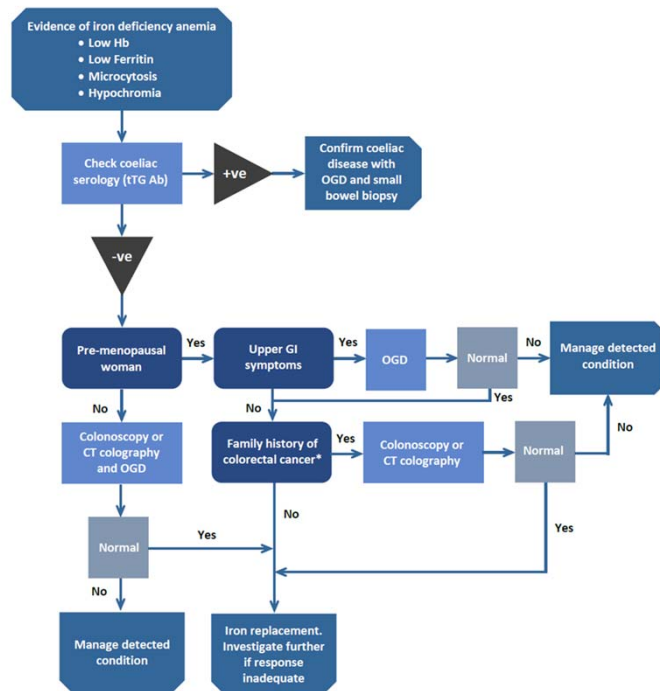 Evidence of iron deficiency anemia
• Low Hb
• Low Ferritin
• Microcytosis
• Hypochromia
Check coeliac
serology (tTG Ab)
+ve
Confirm coeliac
disease with
OGD and small
bowel biopsy
-ve
Pre-menopausal
woman
Yes
Upper GI
symptoms
Yes
OGD
Normal
No
Manage detected
condition
Yes
No
No
Colonoscopy or
CT colography
and OGD
Family history of
colorectal cancer*
Yes
Colonoscopy or
CT colography
Normal
No
Normal
Yes
No
Yes
No
Manage detected
condition
Iron replacement.
Investigate further
if response
inadequate